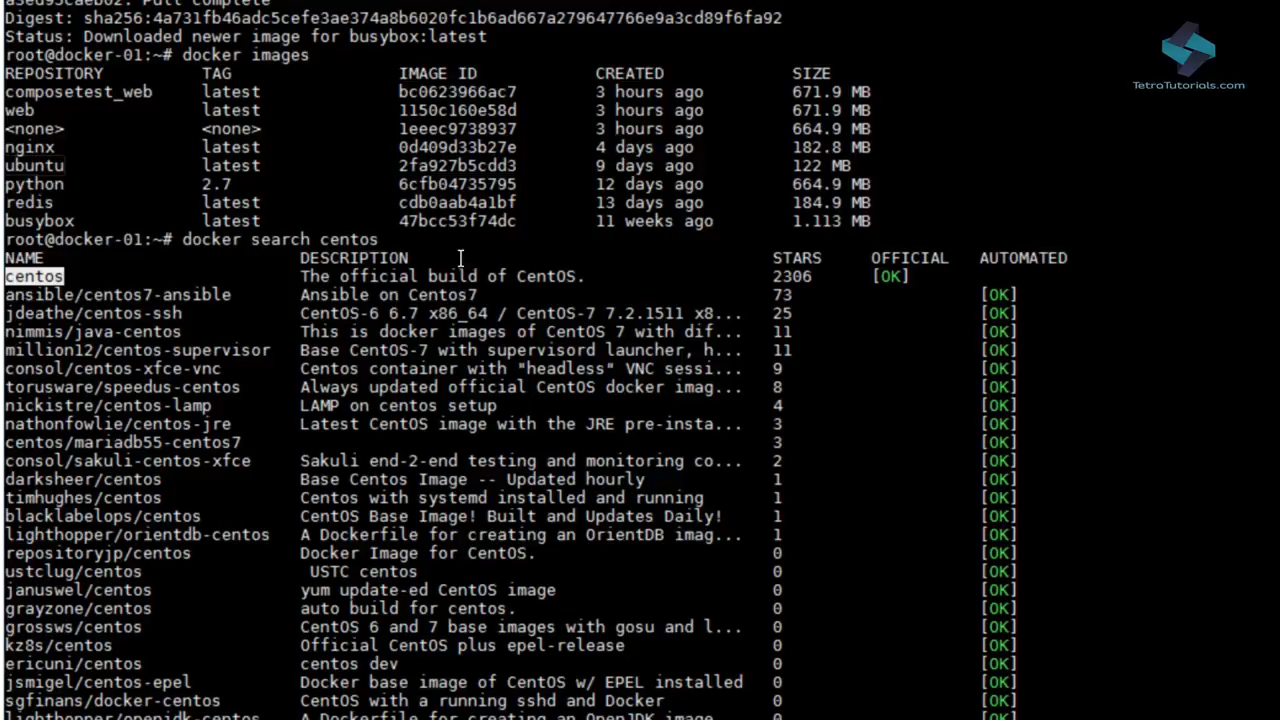 a3ed95caeb02: Pull complete
Digest: sha256:4a731fb46adc5cefe3ae374a8b6020fc1b6ad667a279647766e9a3cd89f6fa92
Status: Downloaded newer image for busybox:latest
root@docker-01:~# docker images
REPOSITORY TAG IMAGE ID CREATED SIZE
composetest_web latest bc0623966ac7 3 hours ago 671.9 MB
web latest 1150c160e58d 3 hours ago 671.9 MB
<none> <none> 1eeec9738937 3 hours ago 664.9 MB
nginx latest 0d409d33b27e 4 days ago 182.8 MB
ubuntu latest 2fa927b5cdd3 9 days ago 122 MB
python 2.7 6cfb04735795 12 days ago 664.9 MB
redis latest cdb0aab4a1bf 13 days ago 184.9 MB
busybox latest 47bcc53f74dc 11 weeks ago 1.113 MB
root@docker-01:~# docker search centos
NAME DESCRIPTION STARS OFFICIAL AUTOMATED
centos The official build of CentOS. 2306 [OK]
ansible/centos7-ansible Ansible on Centos7 73 [OK]
jdeathe/centos-ssh CentOS-6 6.7 x86_64 / CentOS-7 7.2.1511 x8... 25 [OK]
nimmis/java-centos This is docker images of CentOS 7 with dif... 11 [OK]
million12/centos-supervisor Base CentOS-7 with supervisord launcher, h... 11 [OK]
consol/centos-xfce-vnc Centos container with "headless" VNC sessi... 9 [OK]
torusware/speedus-centos Always updated official CentOS docker imag... 8 [OK]
nickistre/centos-lamp LAMP on centos setup 4 [OK]
nathonfowlie/centos-jre Latest CentOS image with the JRE pre-insta... 3 [OK]
centos/mariadb55-centos7 3 [OK]
consol/sakuli-centos-xfce Sakuli end-2-end testing and monitoring co... 2 [OK]
darksheer/centos Base Centos Image -- Updated hourly 1 [OK]
timhughes/centos Centos with systemd installed and running 1 [OK]
blacklabelops/centos CentOS Base Image! Built and Updates Daily! 1 [OK]
lighthopper/orientdb-centos A Dockerfile for creating an OrientDB imag... 1 [OK]
repositoryjp/centos Docker Image for CentOS. 0 [OK]
ustclug/centos USTC centos 0 [OK]
januswel/centos yum update-ed CentOS image 0 [OK]
grayzone/centos auto build for centos. 0 [OK]
grossws/centos CentOS 6 and 7 base images with gosu and l... 0 [OK]
kz8s/centos Official CentOS plus epel-release 0 [OK]
ericuni/centos centos dev 0 [OK]
jsmigel/centos-epel Docker base image of CentOS w/ EPEL installed 0 [OK]
sgfinans/docker-centos CentOS with a running sshd and Docker 0 [OK]
lighthopper/openjdk-centos A Dockerfile for creating an OpenJDK image 0 [OK]
TetraTutorials.com